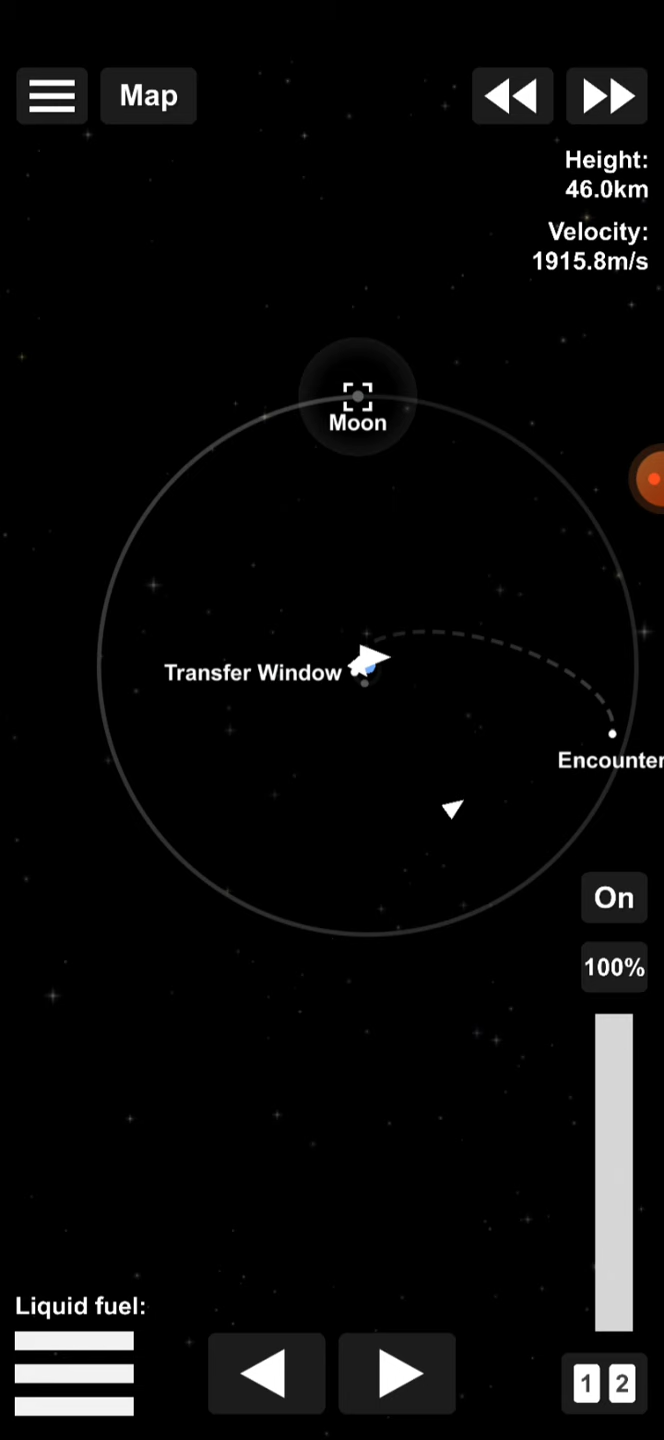 Map
Height:
46.0km
Velocity:
1915.8m/s
Moon
Transfer Window
Encounter
On
100%
Liquid fuel:
1 2